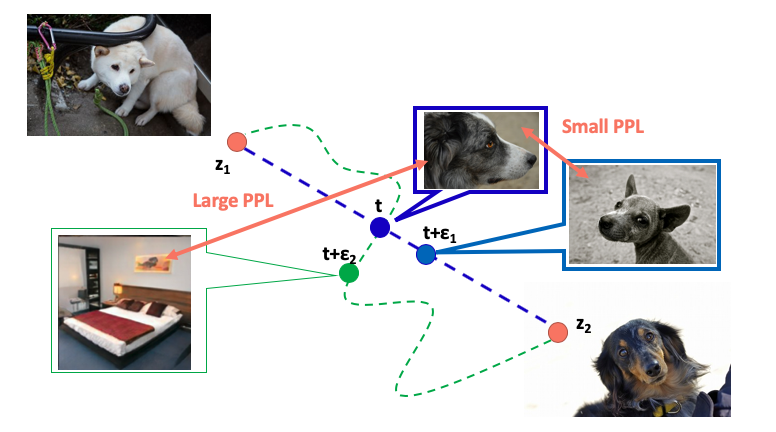 Small PPL
z1
Large PPL
t
t+ε1
t+ε2
z2